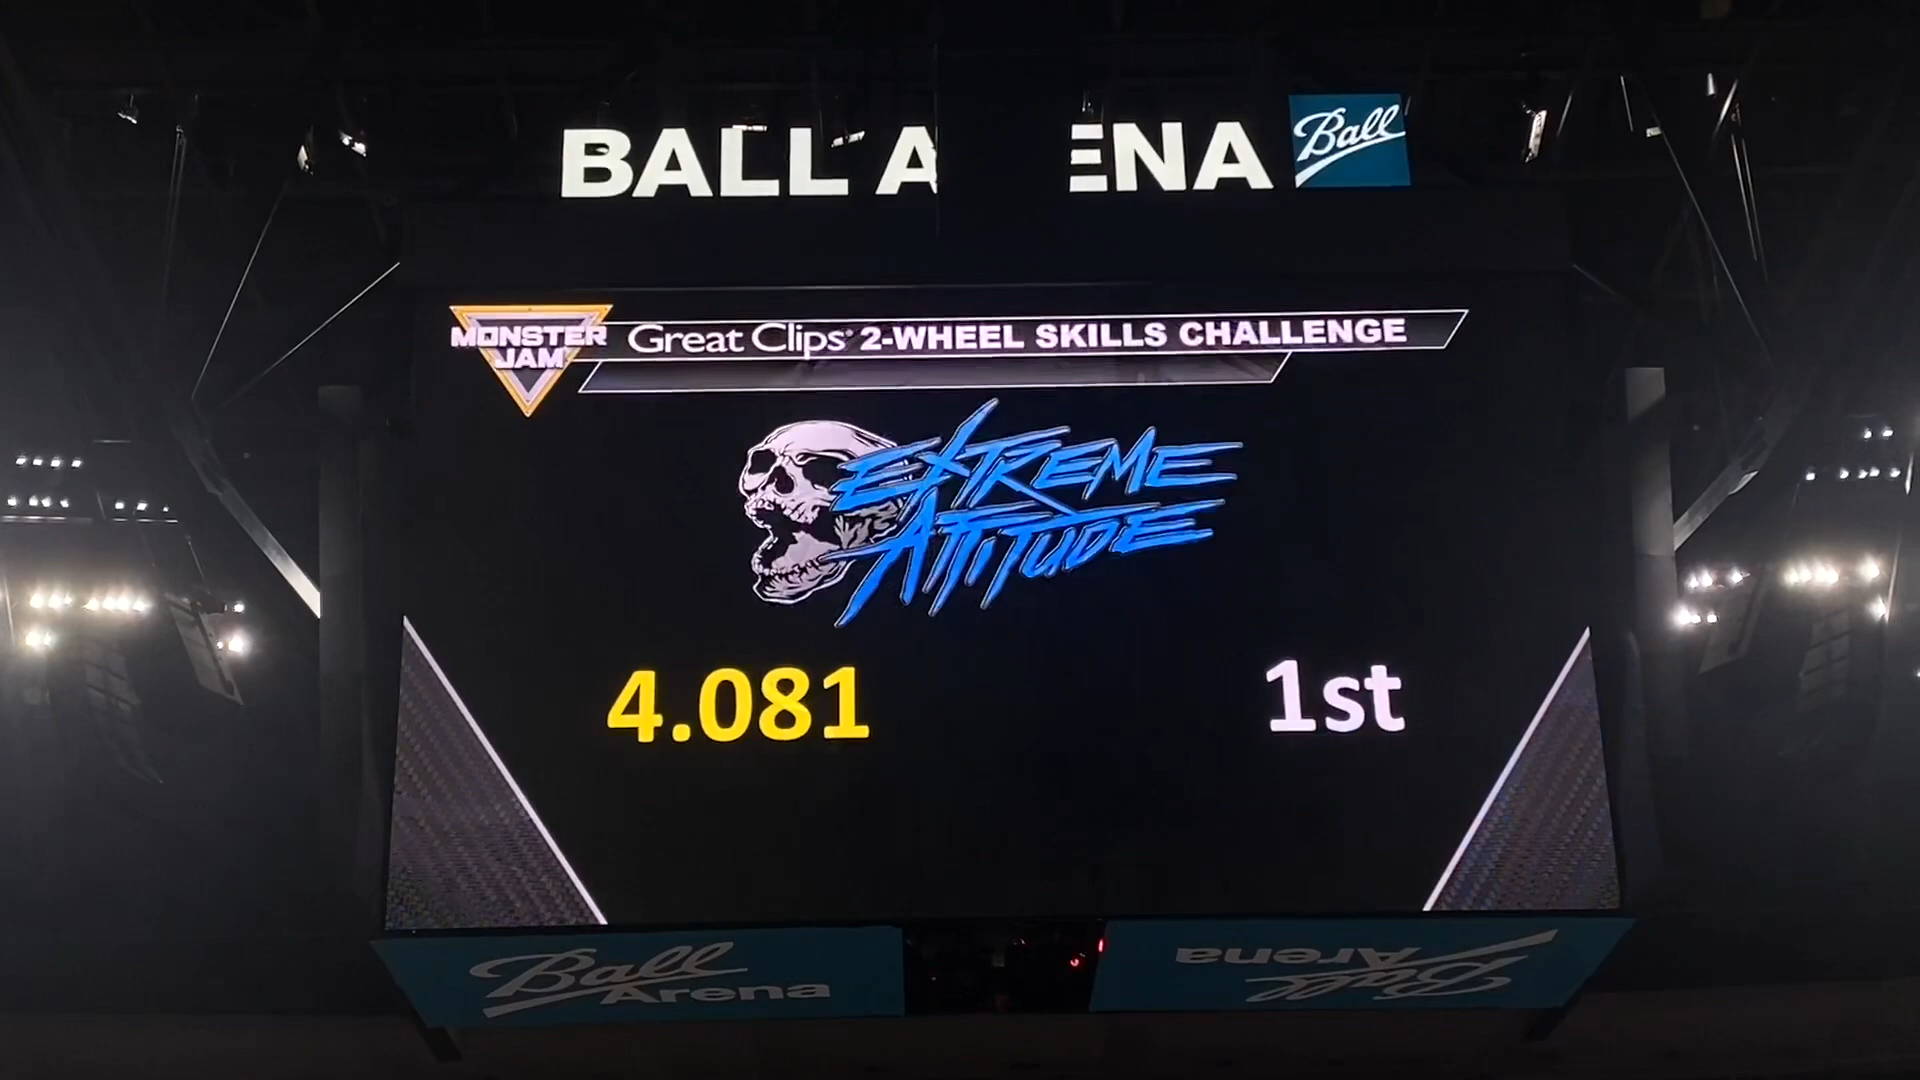 BALL A ENA Ball
MONSTER JAM
Great Clips® 2-WHEEL SKILLS CHALLENGE
EXTREME
ATTITUDE
4.081 1st
Ball Arena
Ball Arena